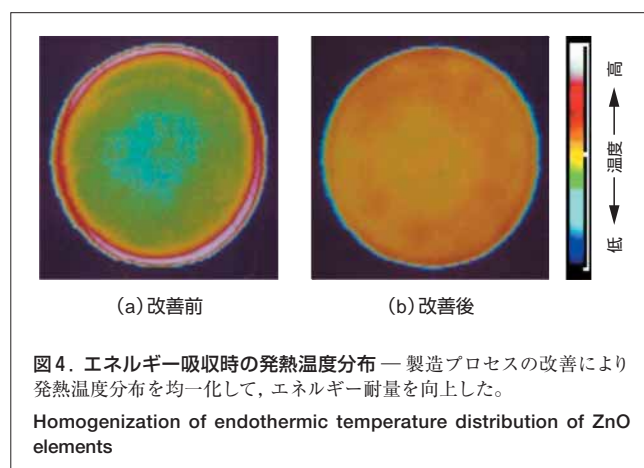 高
温度
低
(a)改善前
(b)改善後
図4. エネルギー吸収時の発熱温度分布 — 製造プロセスの改善により
発熱温度分布を均一化して，エネルギー耐量を向上した。
Homogenization of endothermic temperature distribution of ZnO
elements